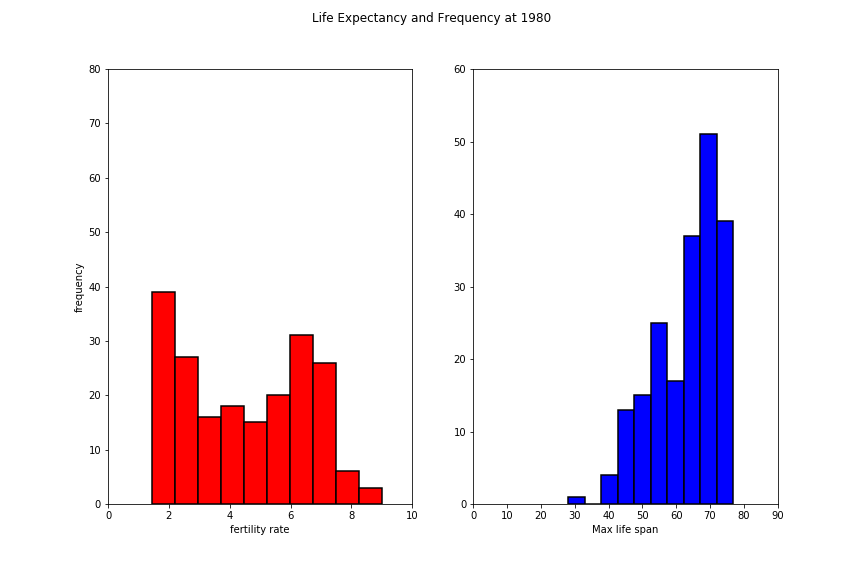 Life Expectancy and Frequency at 1980
80
70
60
50
40
30
20
10
0
frequency
0 2 4 6 8 10
fertility rate
60
50
40
30
20
10
0
0 10 20 30 40 50 60 70 80 90
Max life span